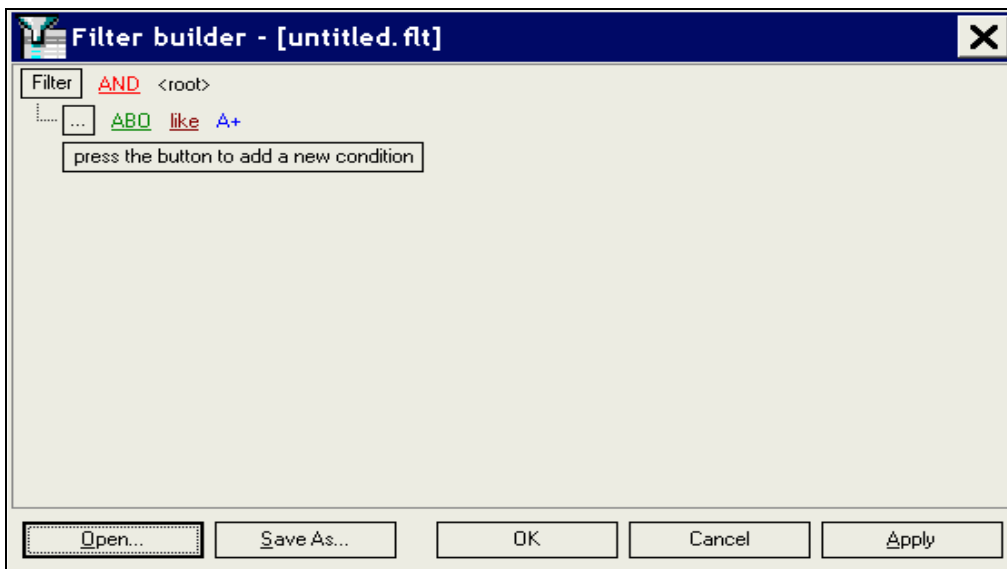 Filter builder - [untitled.flt]
Filter AND <root>
... ABO like A+
press the button to add a new condition
Open... Save As... OK Cancel Apply